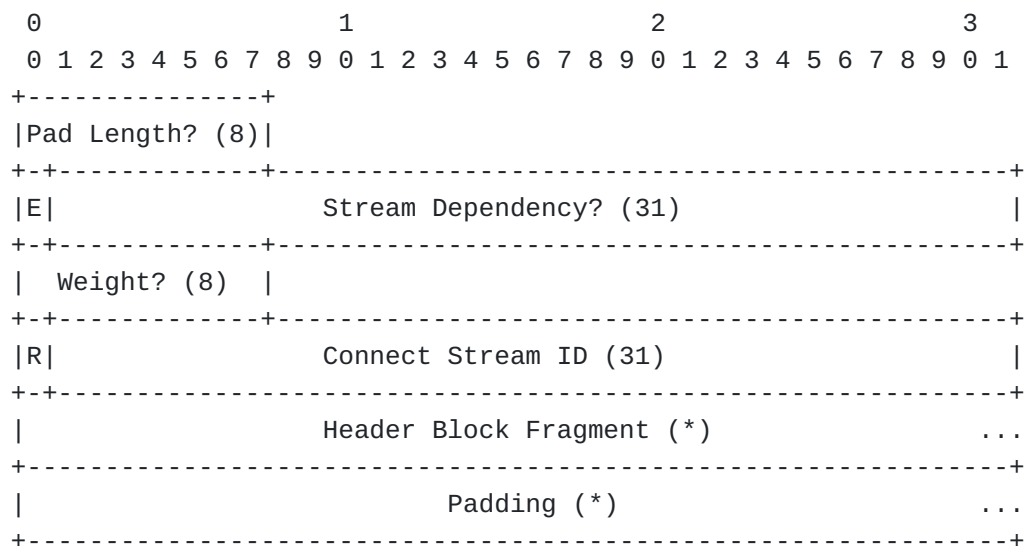 0                   1                   2                   3
 0 1 2 3 4 5 6 7 8 9 0 1 2 3 4 5 6 7 8 9 0 1 2 3 4 5 6 7 8 9 0 1
+---------------+
|Pad Length? (8)|
+-+-------------+-----------------------------------------------+
|E|                 Stream Dependency? (31)                     |
+-+-------------+-----------------------------------------------+
|  Weight? (8)  |
+-+-------------+-----------------------------------------------+
|R|                 Connect Stream ID (31)                      |
+-+-------------------------------------------------------------+
|                   Header Block Fragment (*)                 ...
+---------------------------------------------------------------+
|                           Padding (*)                       ...
+---------------------------------------------------------------+